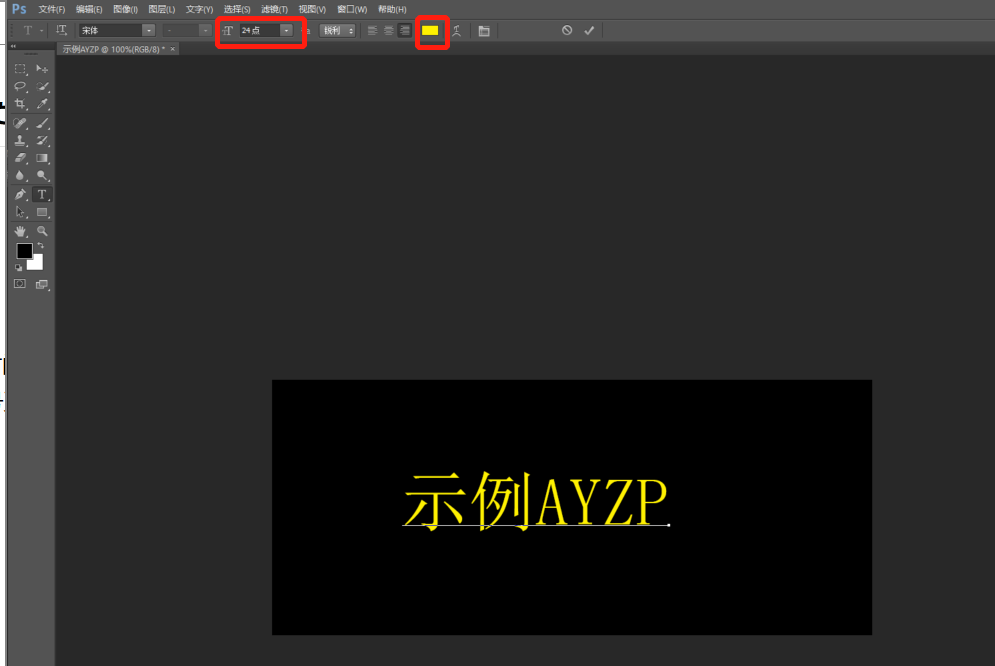 Ps 文件(F) 编辑(E) 图像(I) 图层(L) 文字(Y) 选择(S) 滤镜(T) 视图(V) 窗口(W) 帮助(H)
宋体 24点 锐利
示例AYZP @ 100%(RGB/8) * ×
示例AYZP